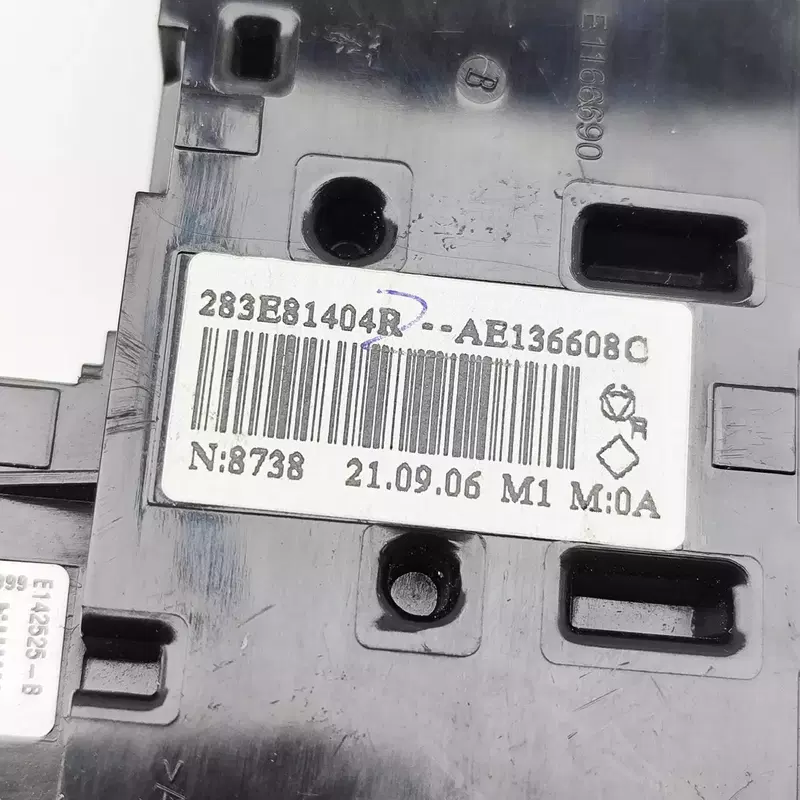 E1166690
B
283E81404R --AE136608C
N:8738 21.09.06 M1 M:0A
E142525-B